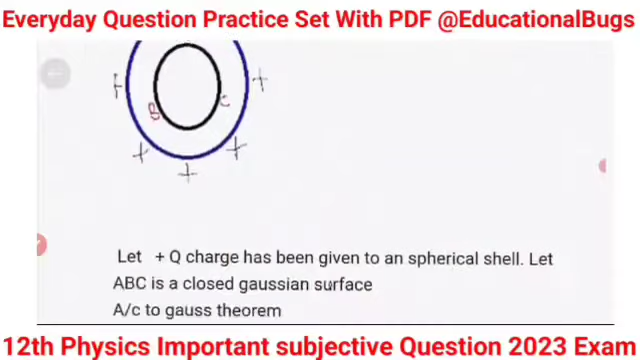 Everyday Question Practice Set With PDF @EducationalBugs
+ +
B C
+ +
+
Let + Q charge has been given to an spherical shell. Let
ABC is a closed gaussian surface
A/c to gauss theorem
12th Physics Important subjective Question 2023 Exam